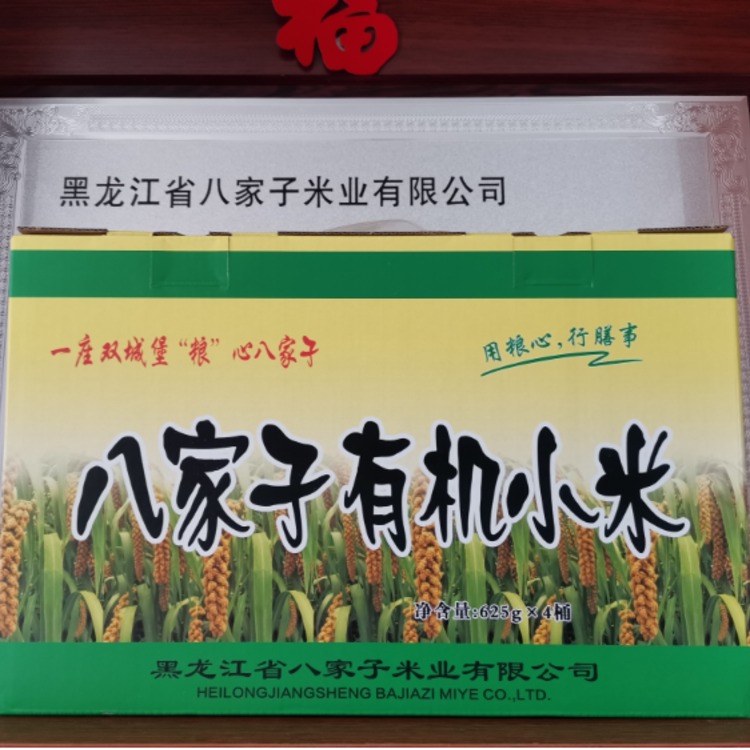 福
黑龙江省八家子米业有限公司
一座双城堡“粮”心八家子
用粮心,行膳事
八家子有机小米
净含量:625g×4桶
黑龙江省八家子米业有限公司
HEILONGJIANGSHENG BAJIAZI MIYE CO.,LTD.